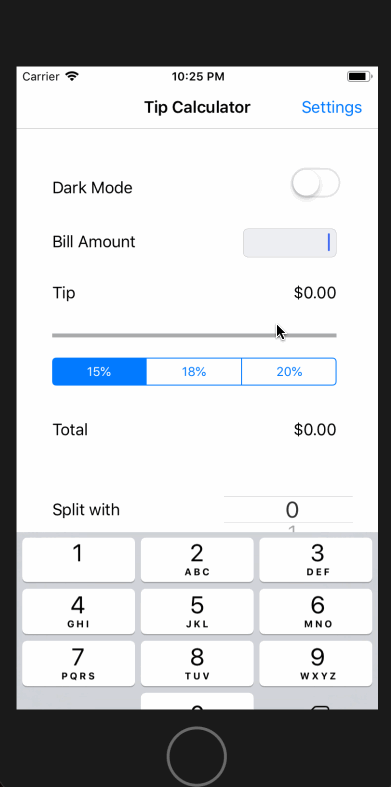 Carrier 10:25 PM
Tip Calculator Settings
Dark Mode
Bill Amount
Tip $0.00
15% 18% 20%
Total $0.00
Split with 0
1 2 3
ABC DEF
4 5 6
GHI JKL MNO
7 8 9
PQRS TUV WXYZ